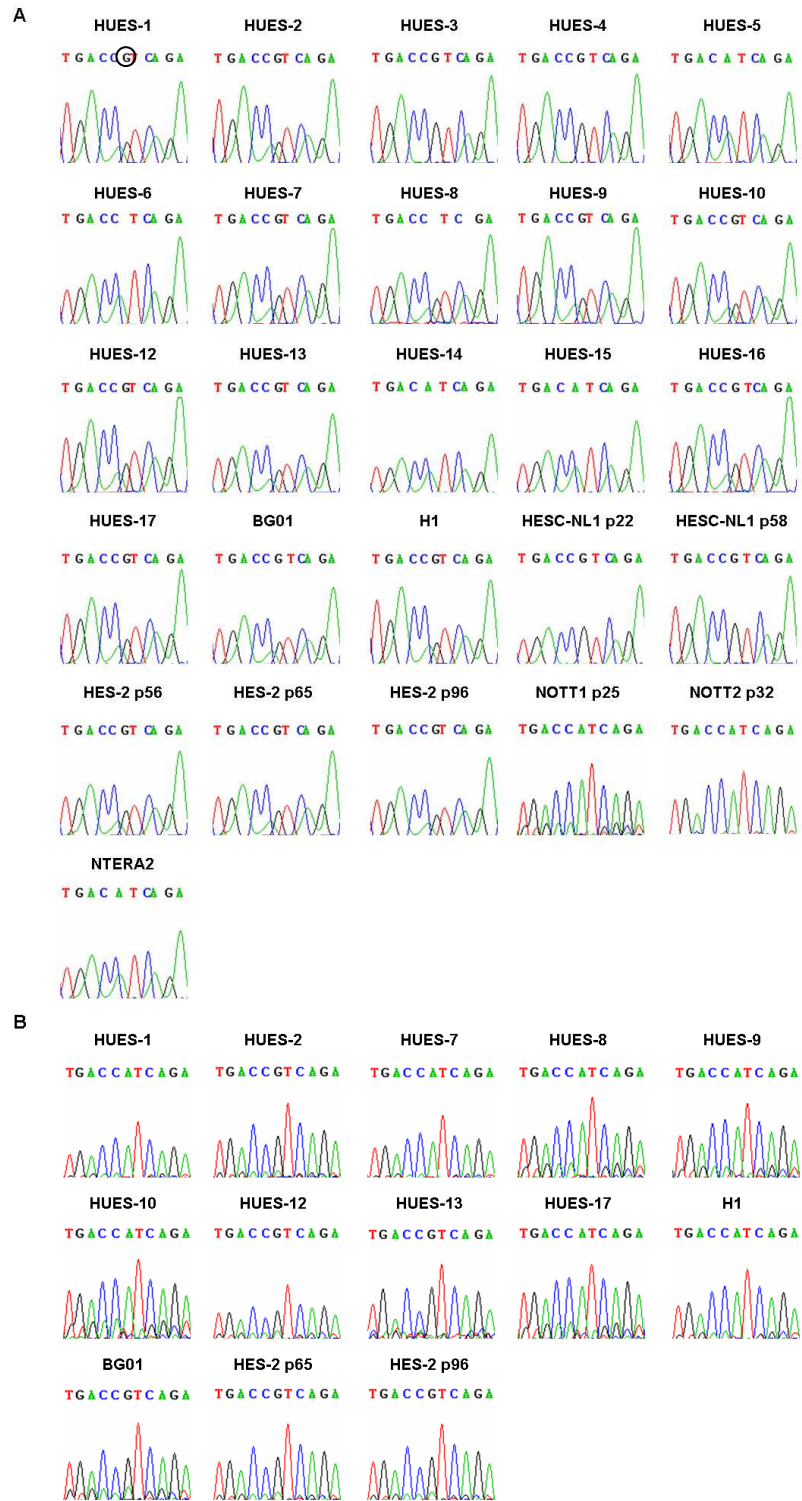 A
HUES-1 HUES-2 HUES-3 HUES-4 HUES-5
TGACCGTCAGA TGACCGTCAGA TGACCGTCAGA TGACCGTCAGA TGACATCAGA
HUES-6 HUES-7 HUES-8 HUES-9 HUES-10
TGACC TCAGA TGACCGTCAGA TGACC TC GA TGACCGTCAGA TGACCGTCAGA
HUES-12 HUES-13 HUES-14 HUES-15 HUES-16
TGACCGTCAGA TGACCGTCAGA TGACATCAGA TGACATCAGA TGACCGTCAGA
HUES-17 BG01 H1 HESC-NL1 p22 HESC-NL1 p58
TGACCGTCAGA TGACCGTCAGA TGACCGTCAGA TGACCGTCAGA TGACCGTCAGA
HES-2 p56 HES-2 p65 HES-2 p96 NOTT1 p25 NOTT2 p32
TGACCGTCAGA TGACCGTCAGA TGACCGTCAGA TGACCATCAGA TGACCATCAGA
NTERA2
TGACATCAGA
B
HUES-1 HUES-2 HUES-7 HUES-8 HUES-9
TGACCATCAGA TGACCGTCAGA TGACCATCAGA TGACCATCAGA TGACCATCAGA
HUES-10 HUES-12 HUES-13 HUES-17 H1
TGACCATCAGA TGACCGTCAGA TGACCGTCAGA TGACCATCAGA TGACCATCAGA
BG01 HES-2 p65 HES-2 p96
TGACCGTCAGA TGACCGTCAGA TGACCGTCAGA